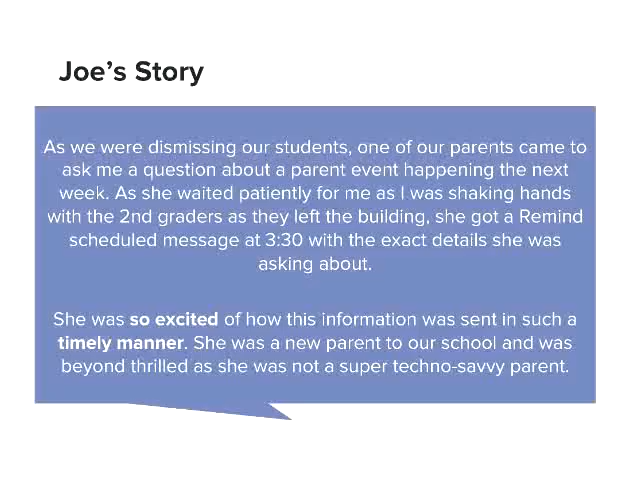 Joe's Story
As we were dismissing our students, one of our parents came to
ask me a question about a parent event happening the next
week. As she waited patiently for me as I was shaking hands
with the 2nd graders as they left the building, she got a Remind
scheduled message at 3:30 with the exact details she was
asking about.
She was so excited of how this information was sent in such a
timely manner. She was a new parent to our school and was
beyond thrilled as she was not a super techno-savvy parent.